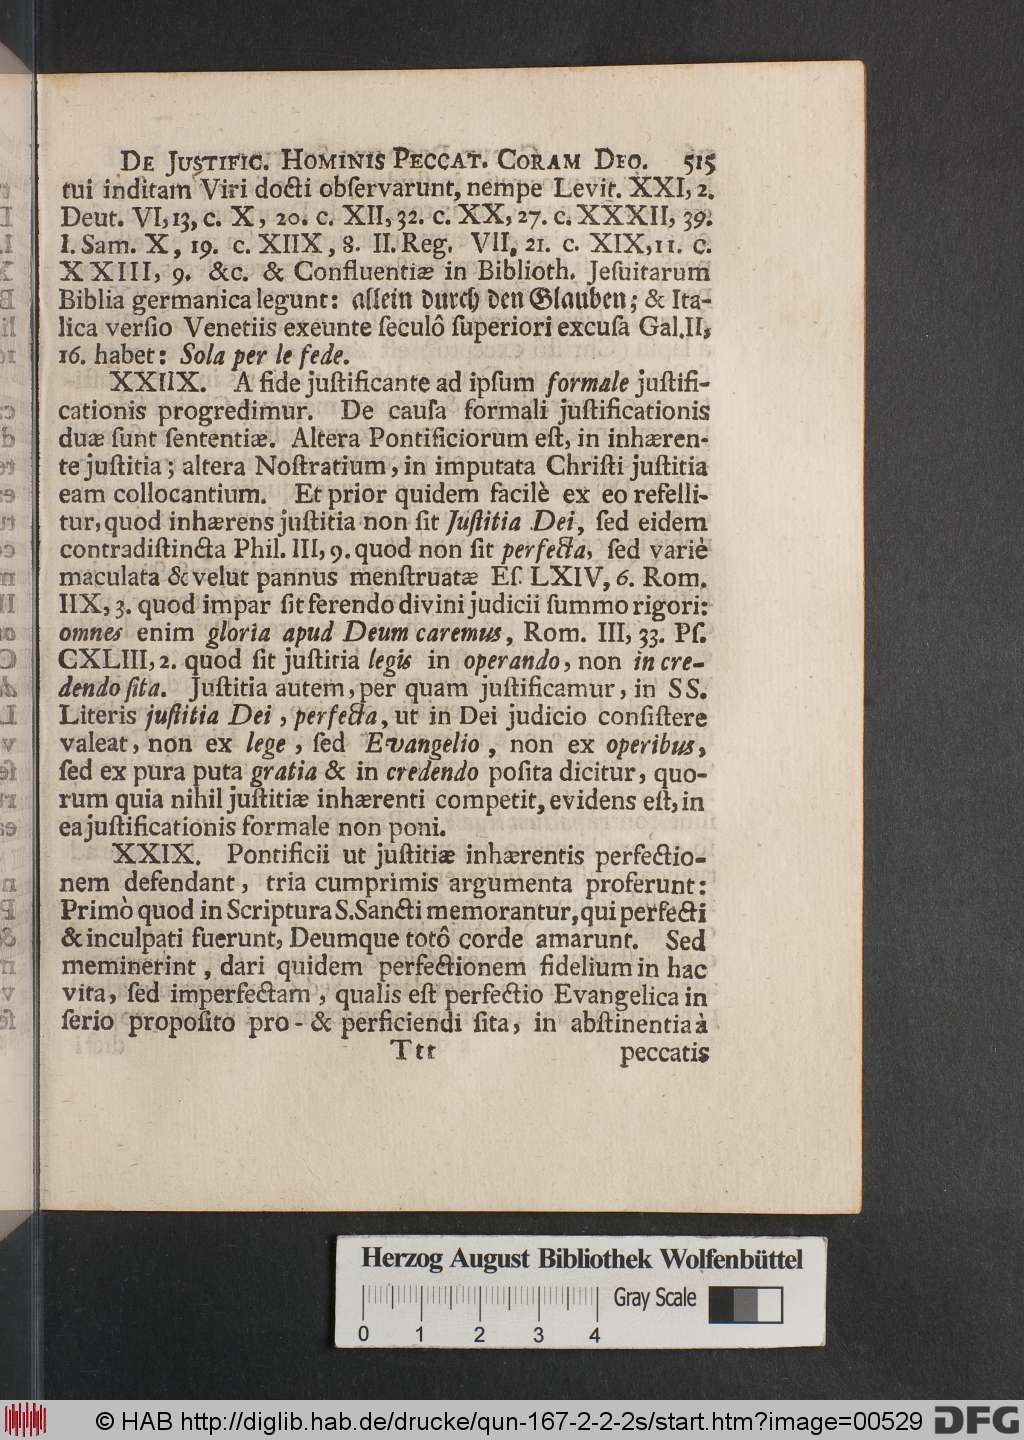 De Justific. Hominis Peccat. Coram Deo. 515
tui inditam Viri docti obſervarunt, nempe Levit. XXI, 2.
Deut. VI, 13, c. X, 20. c. XII, 32. c. XX, 27. c. XXXII, 39.
I. Sam. X, 19. c. XIIX, 8. II. Reg. VII, 21. c. XIX, 11. c.
XXIII, 9. &c. & Confluentiæ in Biblioth. Jeſuitarum
Biblia germanica legunt: allein durch den Glauben; & Ita-
lica verſio Venetiis exeunte ſeculô ſuperiori excuſa Gal. II,
16. habet: Sola per le fede.
XXIIX. A fide juſtificante ad ipſum formale juſtifi-
cationis progredimur. De cauſa formali juſtificationis
duæ ſunt ſententiæ. Altera Pontificiorum eſt, in inhæren-
te juſtitia; altera Noſtratium, in imputata Chriſti juſtitia
eam collocantium. Et prior quidem facilè ex eo refelli-
tur, quod inhærens juſtitia non ſit Juſtitia Dei, ſed eidem
contradiſtincta Phil. III, 9. quod non ſit perfecta, ſed variè
maculata & velut pannus menſtruatæ Eſ. LXIV, 6. Rom.
IIX, 3. quod impar ſit ferendo divini judicii ſummo rigori:
omnes enim gloria apud Deum caremus, Rom. III, 33. Pſ.
CXLIII, 2. quod ſit juſtitia legis in operando, non in cre-
dendo ſita. Juſtitia autem, per quam juſtificamur, in SS.
Literis juſtitia Dei, perfecta, ut in Dei judicio conſiſtere
valeat, non ex lege, ſed Evangelio, non ex operibus,
ſed ex pura puta gratia & in credendo poſita dicitur, quo-
rum quia nihil juſtitiæ inhærenti competit, evidens eſt, in
ea juſtificationis formale non poni.
XXIX. Pontificii ut juſtitiæ inhærentis perfectio-
nem defendant, tria cumprimis argumenta proferunt:
Primò quod in Scriptura S. Sancti memorantur, qui perfecti
& inculpati fuerunt, Deumque totô corde amarunt. Sed
meminerint, dari quidem perfectionem fidelium in hac
vita, ſed imperfectam, qualis eſt perfectio Evangelica in
ſerio propoſito pro- & perficiendi ſita, in abſtinentia à
Ttt peccatis
Herzog August Bibliothek Wolfenbüttel
Gray Scale
0 1 2 3 4
© HAB http://diglib.hab.de/drucke/qun-167-2-2-2s/start.htm?image=00529 DFG